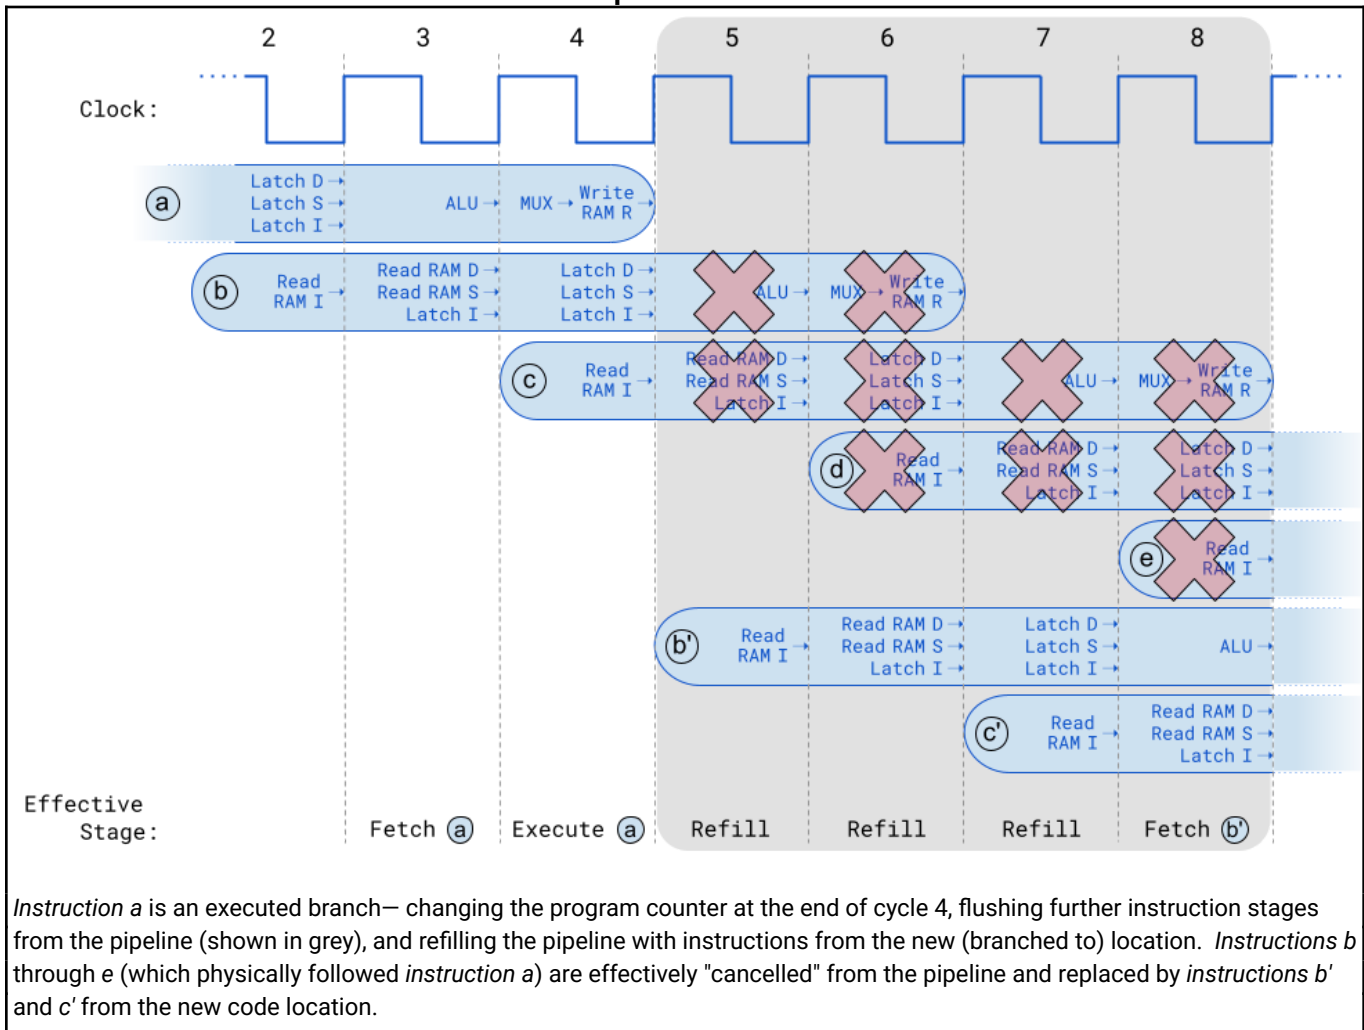 2 3 4 5 6 7 8
Clock:
a
Latch D
Latch S
Latch I
ALU
MUX
Write
RAM R
b
Read
RAM I
Read RAM D
Read RAM S
Latch I
Latch D
Latch S
Latch I
ALU
MUX
Write
RAM R
c
Read
RAM I
Read RAM D
Read RAM S
Latch I
Latch D
Latch S
Latch I
ALU
MUX
Write
RAM R
d
Read
RAM I
Read RAM D
Read RAM S
Latch I
Latch D
Latch S
Latch I
e
Read
RAM I
b'
Read
RAM I
Read RAM D
Read RAM S
Latch I
Latch D
Latch S
Latch I
ALU
c'
Read
RAM I
Read RAM D
Read RAM S
Latch I
Effective
Stage:
Fetch a
Execute a
Refill
Refill
Refill
Fetch b'
Instruction a is an executed branch— changing the program counter at the end of cycle 4, flushing further instruction stages
from the pipeline (shown in grey), and refilling the pipeline with instructions from the new (branched to) location. Instructions b
through e (which physically followed instruction a) are effectively "cancelled" from the pipeline and replaced by instructions b'
and c' from the new code location.